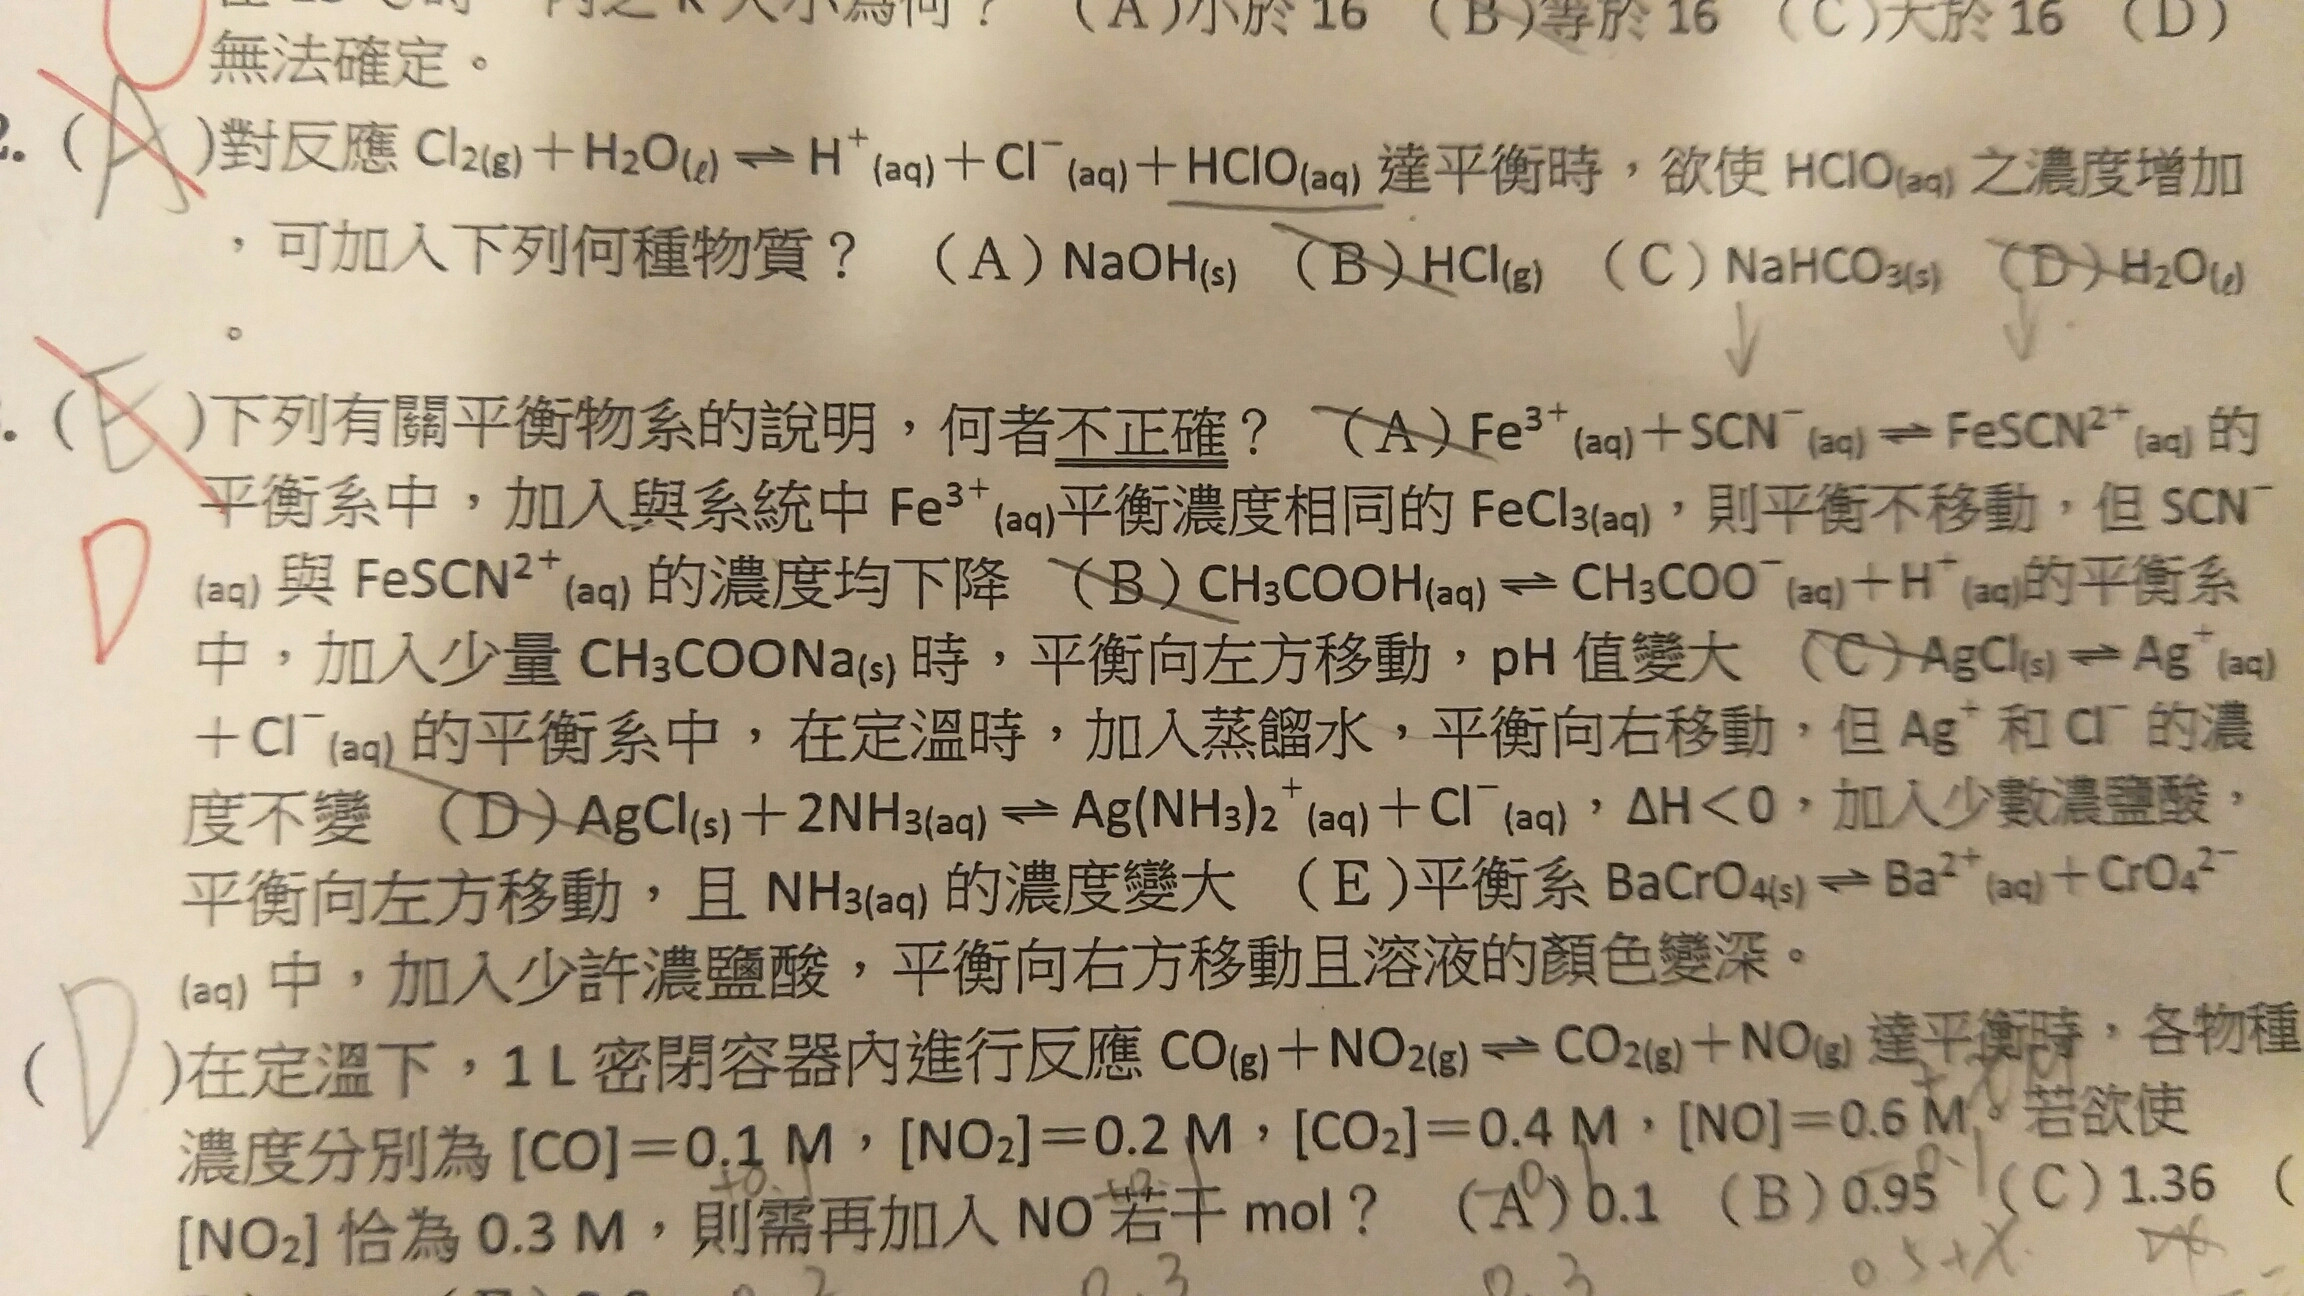 無法確定。
2. (A)對反應 Cl₂(g)＋H₂O(ℓ) ⇌ H⁺(aq)＋Cl⁻(aq)＋HClO(aq) 達平衡時，欲使 HClO(aq) 之濃度增加
，可加入下列何種物質？ (A) NaOH(s) (B) HCl(g) (C) NaHCO₃(s) (D) H₂O(ℓ)
。
. (E)下列有關平衡物系的說明，何者不正確？ (A) Fe³⁺(aq)＋SCN⁻(aq) ⇌ FeSCN²⁺(aq) 的
平衡系中，加入與系統中 Fe³⁺(aq)平衡濃度相同的 FeCl₃(aq)，則平衡不移動，但 SCN⁻
D
(aq) 與 FeSCN²⁺(aq) 的濃度均下降 (B) CH₃COOH(aq) ⇌ CH₃COO⁻(aq)＋H⁺(aq)的平衡系
中，加入少量 CH₃COONa(s) 時，平衡向左方移動，pH 值變大 (C) AgCl(s) ⇌ Ag⁺(aq)
＋Cl⁻(aq) 的平衡系中，在定溫時，加入蒸餾水，平衡向右移動，但 Ag⁺ 和 Cl⁻ 的濃
度不變 (D) AgCl(s)＋2NH₃(aq) ⇌ Ag(NH₃)₂⁺(aq)＋Cl⁻(aq)，ΔH＜0，加入少數濃鹽酸，
平衡向左方移動，且 NH₃(aq) 的濃度變大 (E)平衡系 BaCrO₄(s) ⇌ Ba²⁺(aq)＋CrO₄²⁻
(aq) 中，加入少許濃鹽酸，平衡向右方移動且溶液的顏色變深。
(D)在定溫下，1 L 密閉容器內進行反應 CO(g)＋NO₂(g) ⇌ CO₂(g)＋NO(g) 達平衡時，各物種
濃度分別為 [CO]＝0.1 M，[NO₂]＝0.2 M，[CO₂]＝0.4 M，[NO]＝0.6 M。若欲使
+0.1 -0.1
[NO₂] 恰為 0.3 M，則需再加入 NO 若干 mol？ (A) 0.1 (B) 0.95 (C) 1.36 (
0.3 0.3 0.5+x